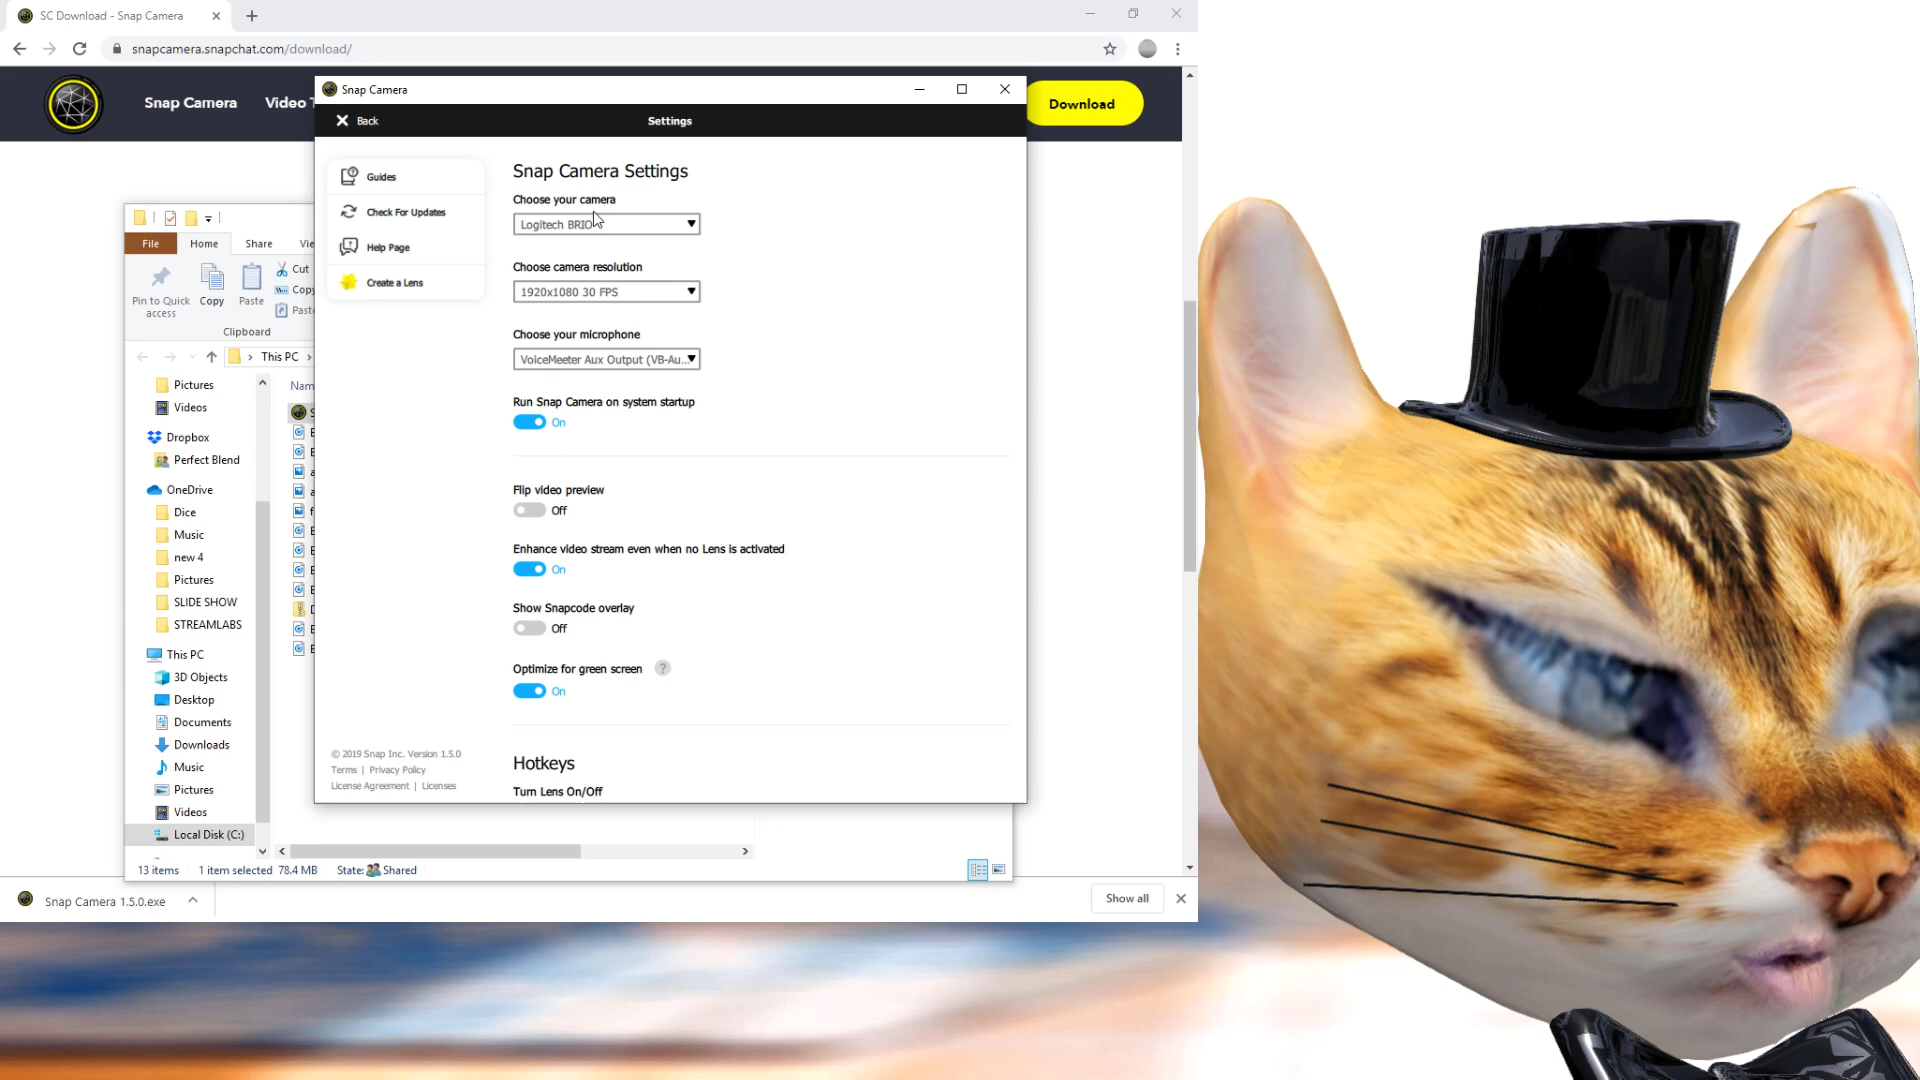 SC Download - Snap Camera
snapcamera.snapchat.com/download/
Snap Camera
Video T
Download
Snap Camera
Back
Settings
Guides
Check For Updates
Help Page
Create a Lens
Snap Camera Settings
Choose your camera
Logitech BRIO
Choose camera resolution
1920x1080 30 FPS
Choose your microphone
VoiceMeeter Aux Output (VB-Au...
Run Snap Camera on system startup
On
Flip video preview
Off
Enhance video stream even when no Lens is activated
On
Show Snapcode overlay
Off
Optimize for green screen ?
On
Hotkeys
Turn Lens On/Off
© 2019 Snap Inc. Version 1.5.0
Terms | Privacy Policy
License Agreement | Licenses
File
Home
Share
Vie
Pin to Quick
access
Copy
Paste
Cut
Copy
Paste
Clipboard
This PC
Nam
Pictures
Videos
Dropbox
Perfect Blend
OneDrive
Dice
Music
new 4
Pictures
SLIDE SHOW
STREAMLABS
This PC
3D Objects
Desktop
Documents
Downloads
Music
Pictures
Videos
Local Disk (C:)
13 items
1 item selected 78.4 MB
State: Shared
Snap Camera 1.5.0.exe
Show all